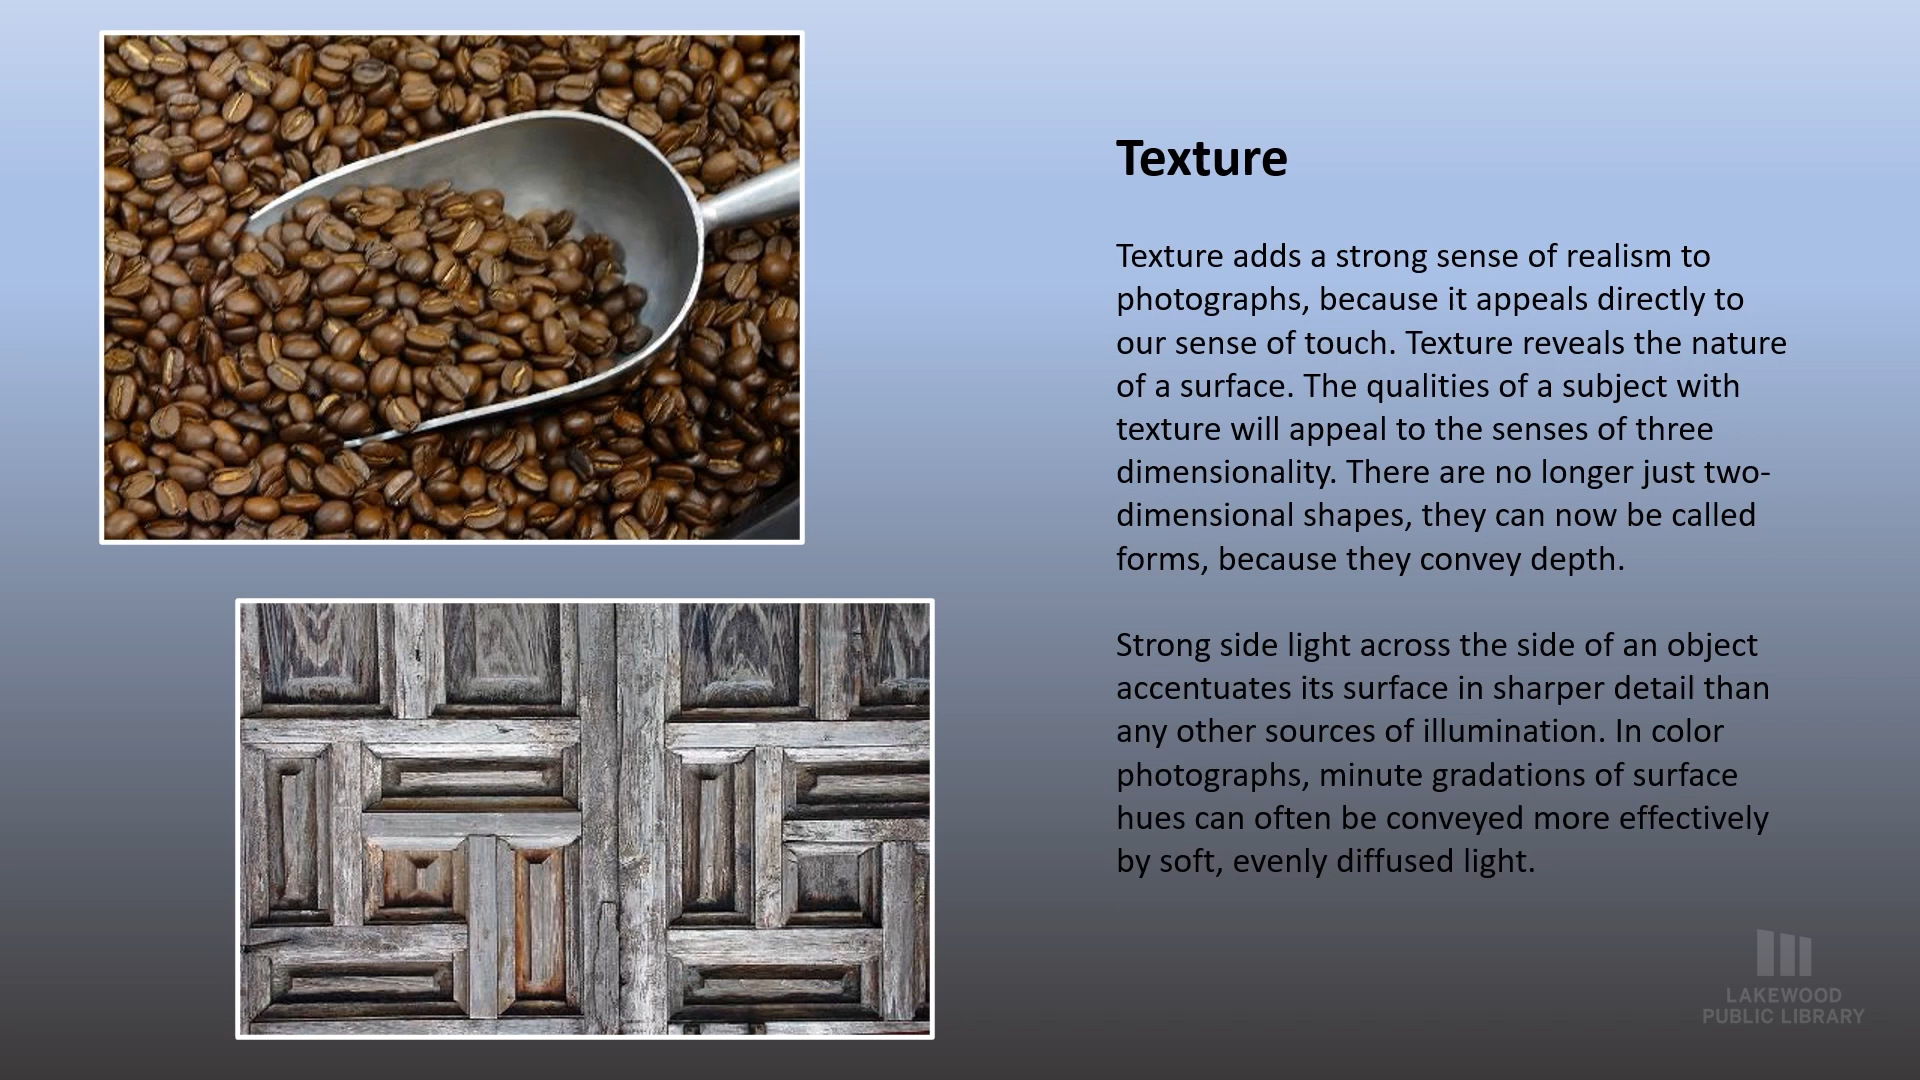 Texture
Texture adds a strong sense of realism to
photographs, because it appeals directly to
our sense of touch. Texture reveals the nature
of a surface. The qualities of a subject with
texture will appeal to the senses of three
dimensionality. There are no longer just two-
dimensional shapes, they can now be called
forms, because they convey depth.
Strong side light across the side of an object
accentuates its surface in sharper detail than
any other sources of illumination. In color
photographs, minute gradations of surface
hues can often be conveyed more effectively
by soft, evenly diffused light.
LAKEWOOD
PUBLIC LIBRARY